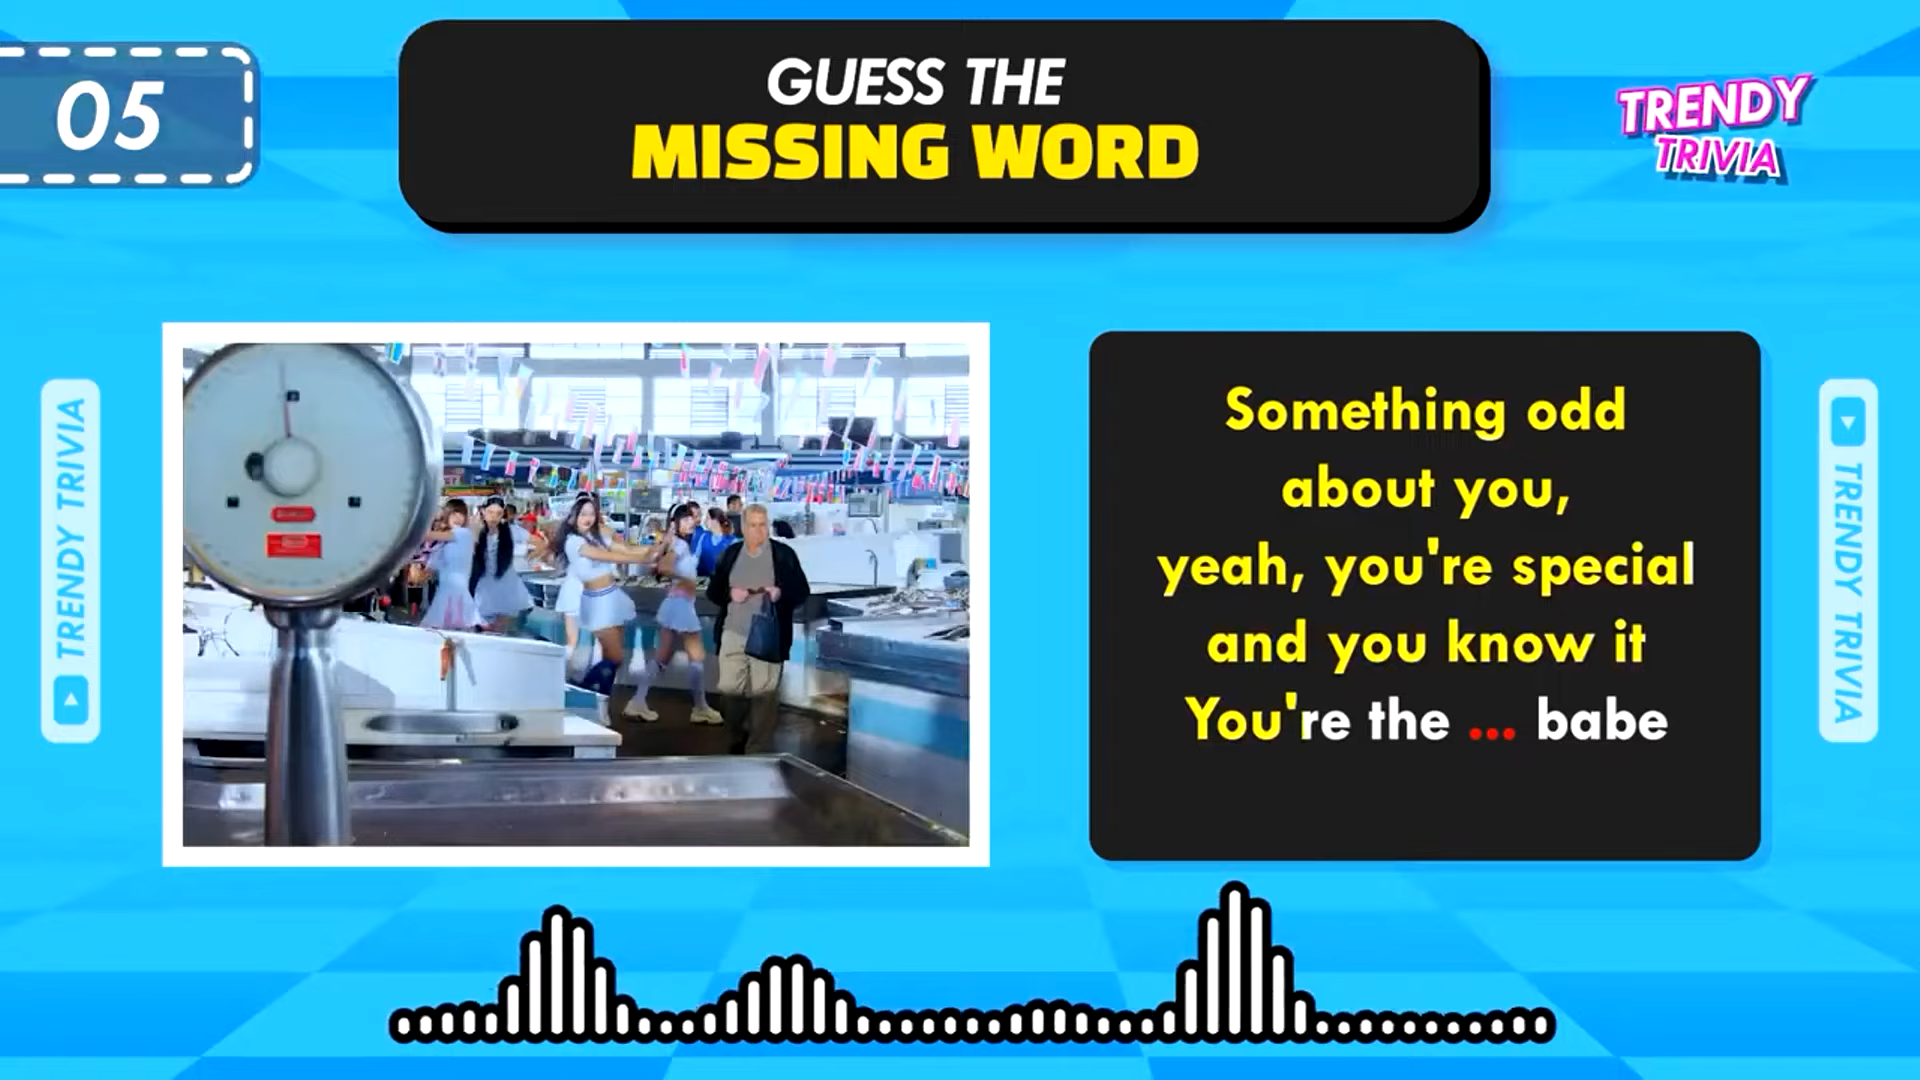 05
GUESS THE
MISSING WORD
TRENDY
TRIVIA
TRENDY TRIVIA
Something odd
about you,
yeah, you're special
and you know it
You're the ... babe
TRENDY TRIVIA